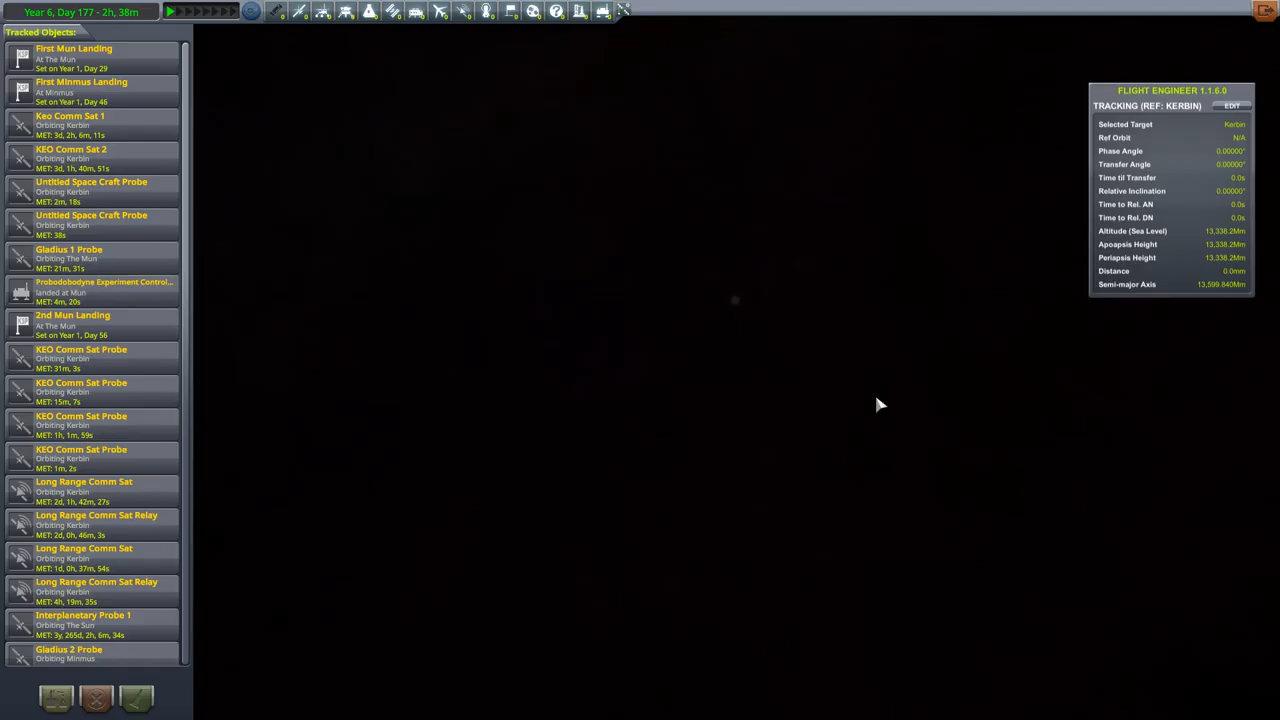 Year 6, Day 177 - 2h, 38m
Tracked Objects:
First Mun Landing
At The Mun
Set on Year 1, Day 29
First Minmus Landing
At Minmus
Set on Year 1, Day 46
Keo Comm Sat 1
Orbiting Kerbin
MET: 3d, 2h, 6m, 11s
KEO Comm Sat 2
Orbiting Kerbin
MET: 3d, 1h, 40m, 51s
Untitled Space Craft Probe
Orbiting Kerbin
MET: 2m, 18s
Untitled Space Craft Probe
Orbiting Kerbin
MET: 38s
Gladius 1 Probe
Orbiting The Mun
MET: 21m, 31s
Probodobodyne Experiment Control...
landed at Mun
MET: 4m, 20s
2nd Mun Landing
At The Mun
Set on Year 1, Day 56
KEO Comm Sat Probe
Orbiting Kerbin
MET: 31m, 3s
KEO Comm Sat Probe
Orbiting Kerbin
MET: 15m, 7s
KEO Comm Sat Probe
Orbiting Kerbin
MET: 1h, 1m, 59s
KEO Comm Sat Probe
Orbiting Kerbin
MET: 1m, 2s
Long Range Comm Sat
Orbiting Kerbin
MET: 2d, 1h, 42m, 27s
Long Range Comm Sat Relay
Orbiting Kerbin
MET: 2d, 0h, 46m, 3s
Long Range Comm Sat
Orbiting Kerbin
MET: 1d, 0h, 37m, 54s
Long Range Comm Sat Relay
Orbiting Kerbin
MET: 4h, 19m, 35s
Interplanetary Probe 1
Orbiting The Sun
MET: 3y, 265d, 2h, 6m, 34s
Gladius 2 Probe
Orbiting Minmus
FLIGHT ENGINEER 1.1.6.0
TRACKING (REF: KERBIN) EDIT
Selected Target Kerbin
Ref Orbit N/A
Phase Angle 0.00000°
Transfer Angle 0.00000°
Time til Transfer 0.0s
Relative Inclination 0.00000°
Time to Rel. AN 0.0s
Time to Rel. DN 0.0s
Altitude (Sea Level) 13,338.2Mm
Apoapsis Height 13,338.2Mm
Periapsis Height 13,338.2Mm
Distance 0.0mm
Semi-major Axis 13,599.840Mm